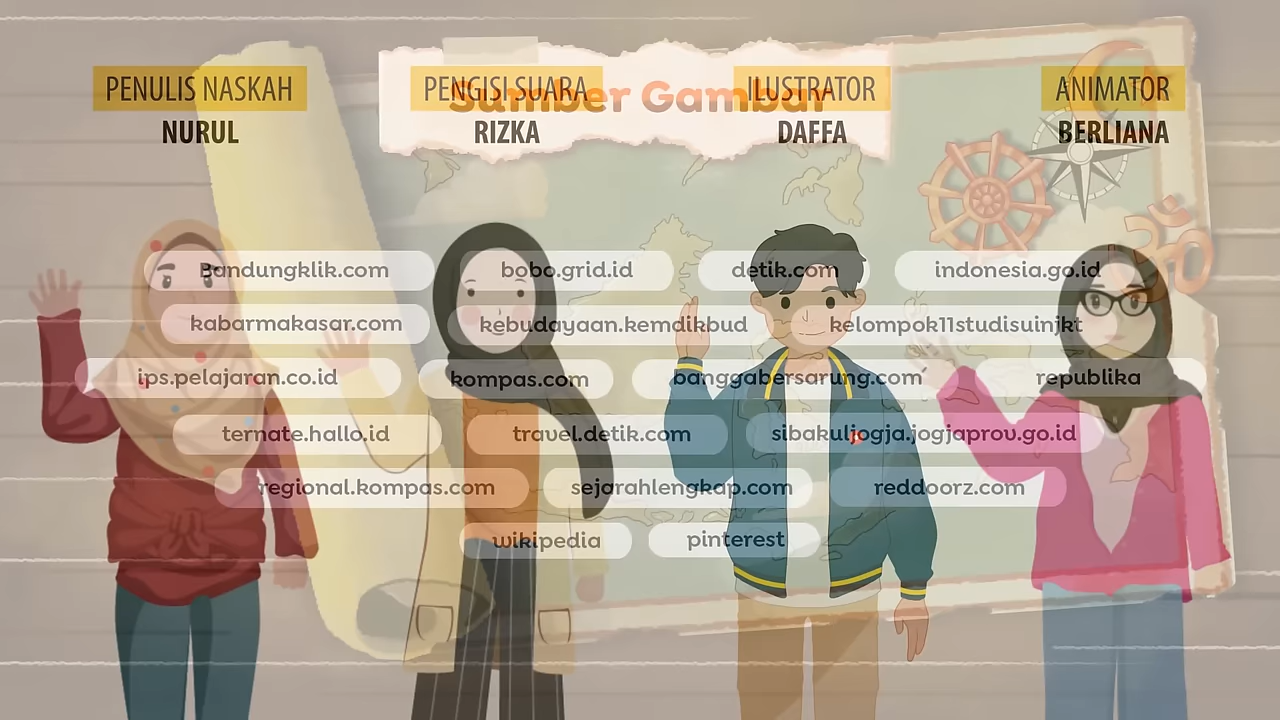 PENULIS NASKAH
NURUL
PENGISI SUARA
RIZKA
ILUSTRATOR
DAFFA
ANIMATOR
BERLIANA
Sumber Gambar
Bandungklik.com bobo.grid.id detik.com indonesia.go.id
kabarmakasar.com kebudayaan.kemdikbud kelompok11studisuinjkt
ips.pelajaran.co.id kompas.com banggabersarung.com republika
ternate.hallo.id travel.detik.com sibakuljogja.jogjaprov.go.id
regional.kompas.com sejarahlengkap.com reddoorz.com
wikipedia pinterest